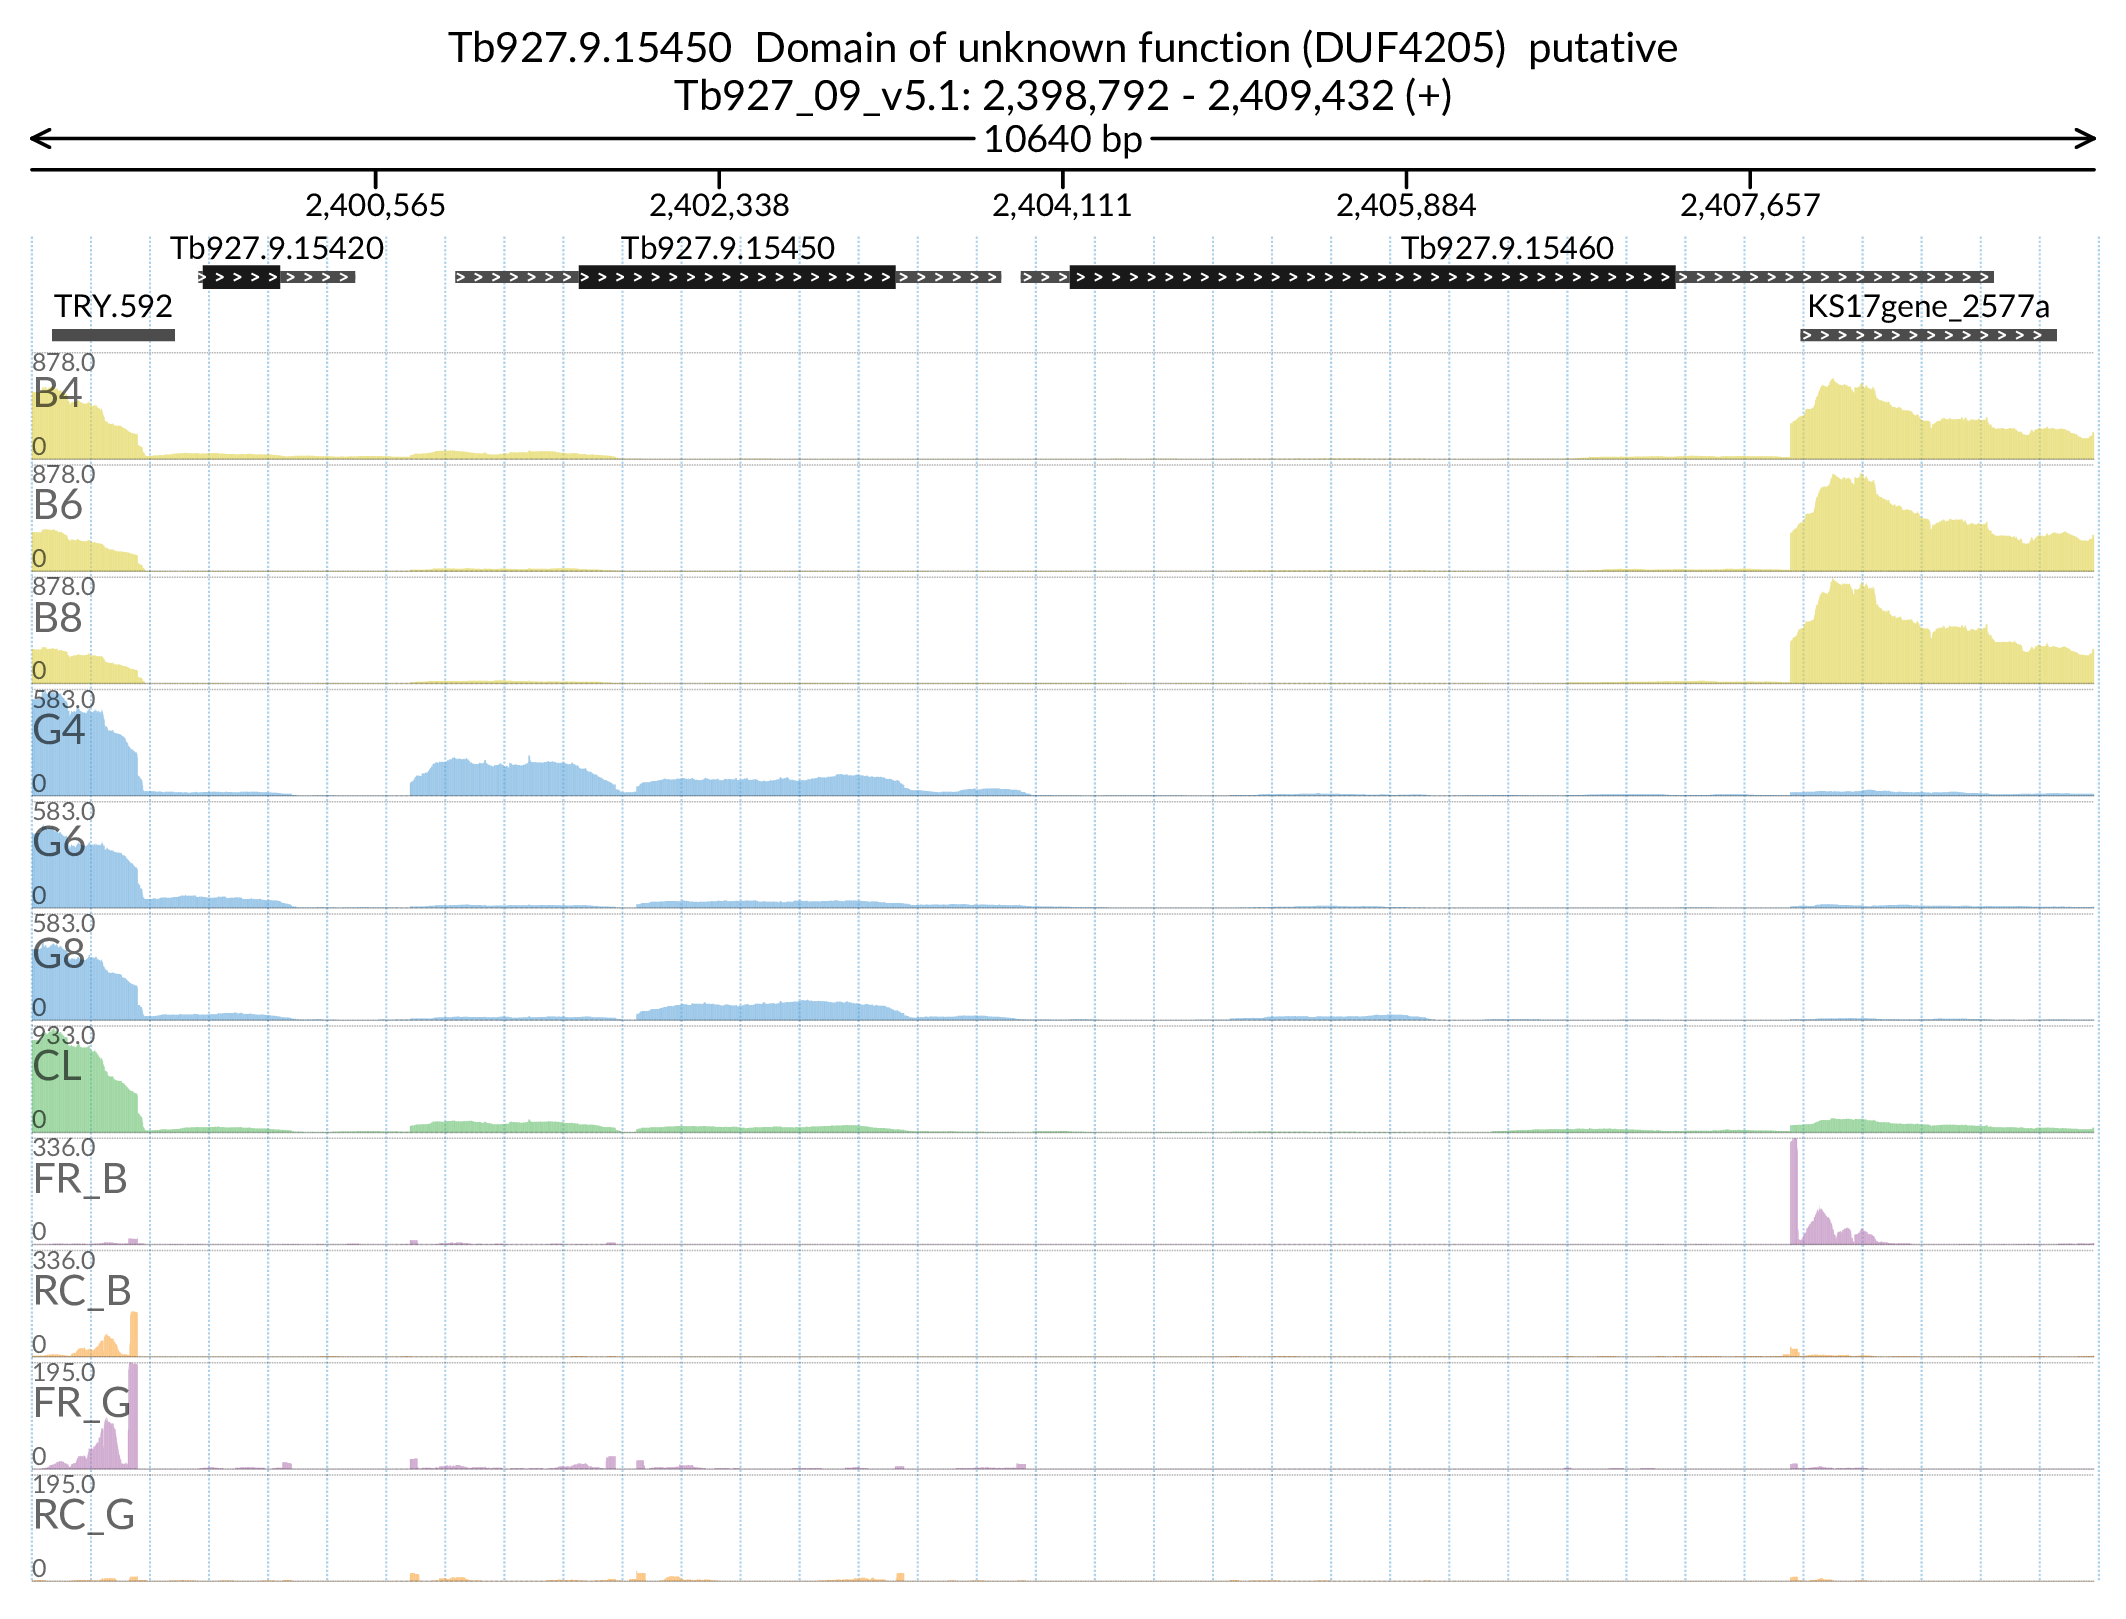 Tb927.9.15450  Domain of unknown function (DUF4205)  putative
Tb927_09_v5.1: 2,398,792 - 2,409,432 (+)
10640 bp
2,400,565 2,402,338 2,404,111 2,405,884 2,407,657
Tb927.9.15420 Tb927.9.15450 Tb927.9.15460
TRY.592 KS17gene_2577a
878.0
B4
0
878.0
B6
0
878.0
B8
0
583.0
G4
0
583.0
G6
0
583.0
G8
0
933.0
CL
0
336.0
FR_B
0
336.0
RC_B
0
195.0
FR_G
0
195.0
RC_G
0